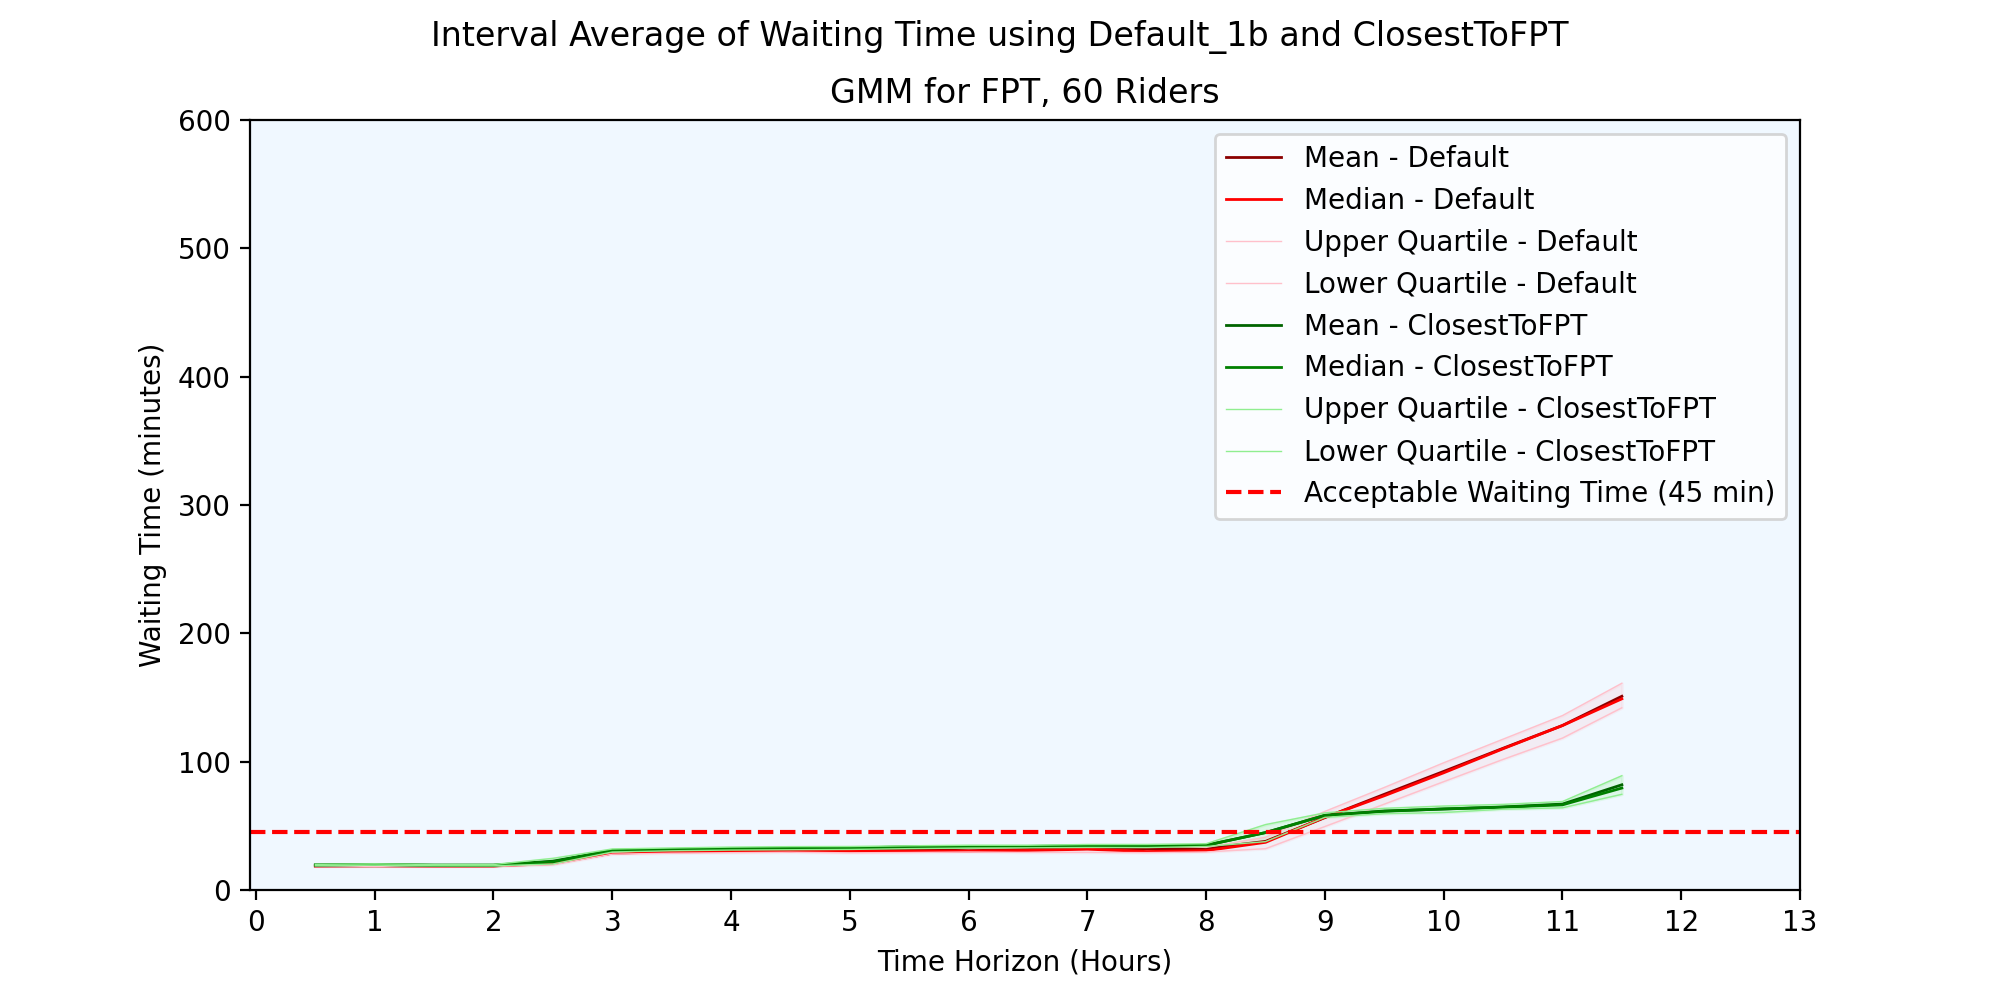 Interval Average of Waiting Time using Default_1b and ClosestToFPT
GMM for FPT, 60 Riders
600
500
400
300
200
100
0
Waiting Time (minutes)
Mean - Default
Median - Default
Upper Quartile - Default
Lower Quartile - Default
Mean - ClosestToFPT
Median - ClosestToFPT
Upper Quartile - ClosestToFPT
Lower Quartile - ClosestToFPT
Acceptable Waiting Time (45 min)
0 1 2 3 4 5 6 7 8 9 10 11 12 13
Time Horizon (Hours)